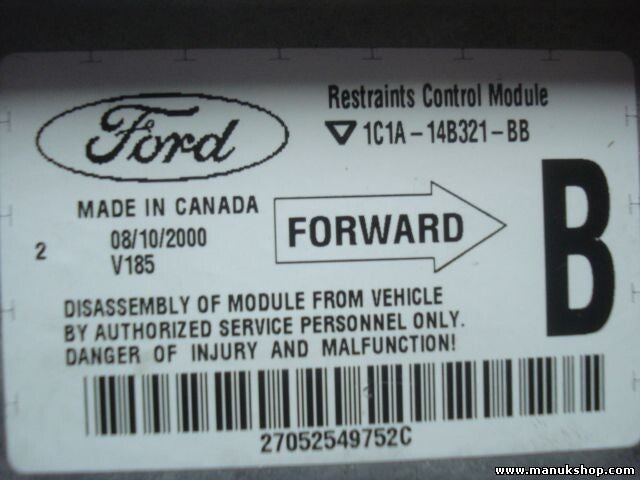 Ford
Restraints Control Module
1C1A-14B321-BB
MADE IN CANADA
08/10/2000
2
V185
FORWARD
B
DISASSEMBLY OF MODULE FROM VEHICLE
BY AUTHORIZED SERVICE PERSONNEL ONLY.
DANGER OF INJURY AND MALFUNCTION!
27052549752C
www.manukshop.com